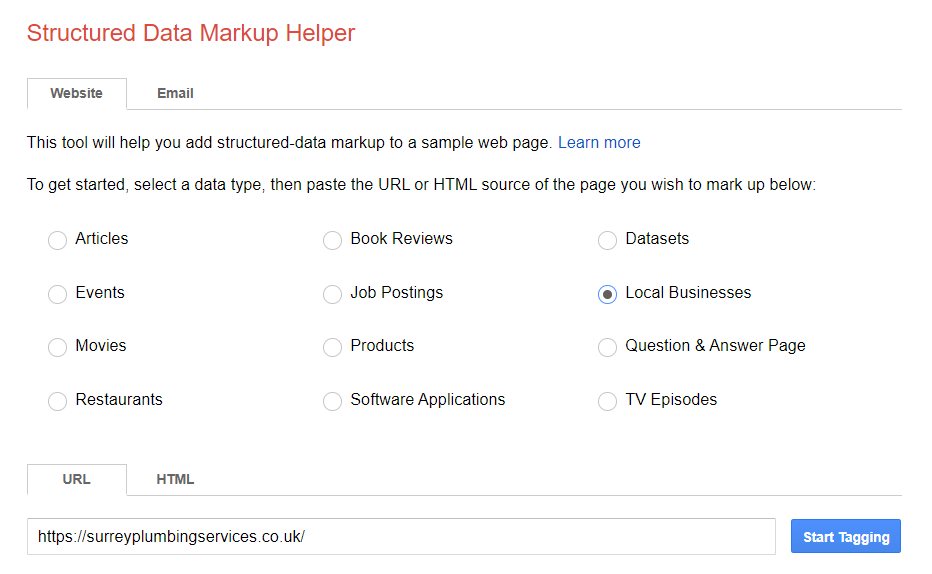 Structured Data Markup Helper
Website Email
This tool will help you add structured-data markup to a sample web page. Learn more
To get started, select a data type, then paste the URL or HTML source of the page you wish to mark up below:
Articles Book Reviews Datasets
Events Job Postings Local Businesses
Movies Products Question & Answer Page
Restaurants Software Applications TV Episodes
URL HTML
https://surreyplumbingservices.co.uk/ Start Tagging